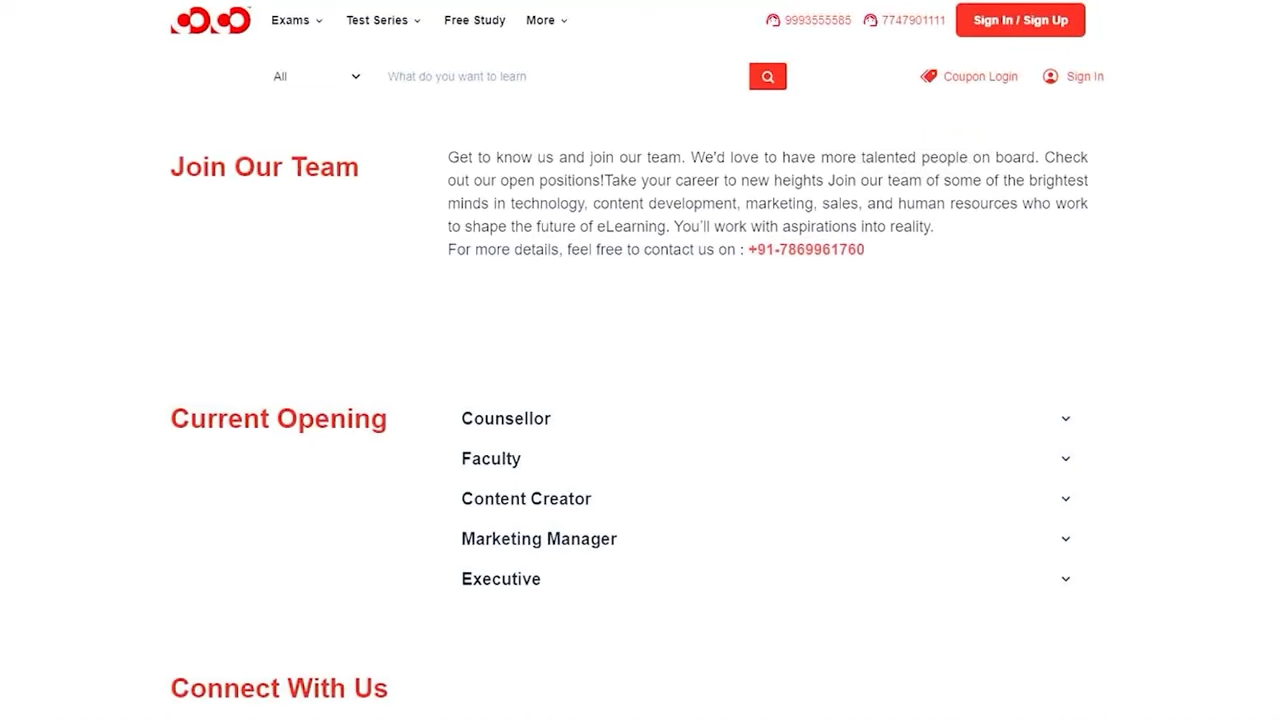 Exams Test Series Free Study More 9993555585 7747901111 Sign In / Sign Up
All What do you want to learn Coupon Login Sign In
Join Our Team
Get to know us and join our team. We'd love to have more talented people on board. Check
out our open positions!Take your career to new heights Join our team of some of the brightest
minds in technology, content development, marketing, sales, and human resources who work
to shape the future of eLearning. You'll work with aspirations into reality.
For more details, feel free to contact us on : +91-7869961760
Current Opening
Counsellor
Faculty
Content Creator
Marketing Manager
Executive
Connect With Us